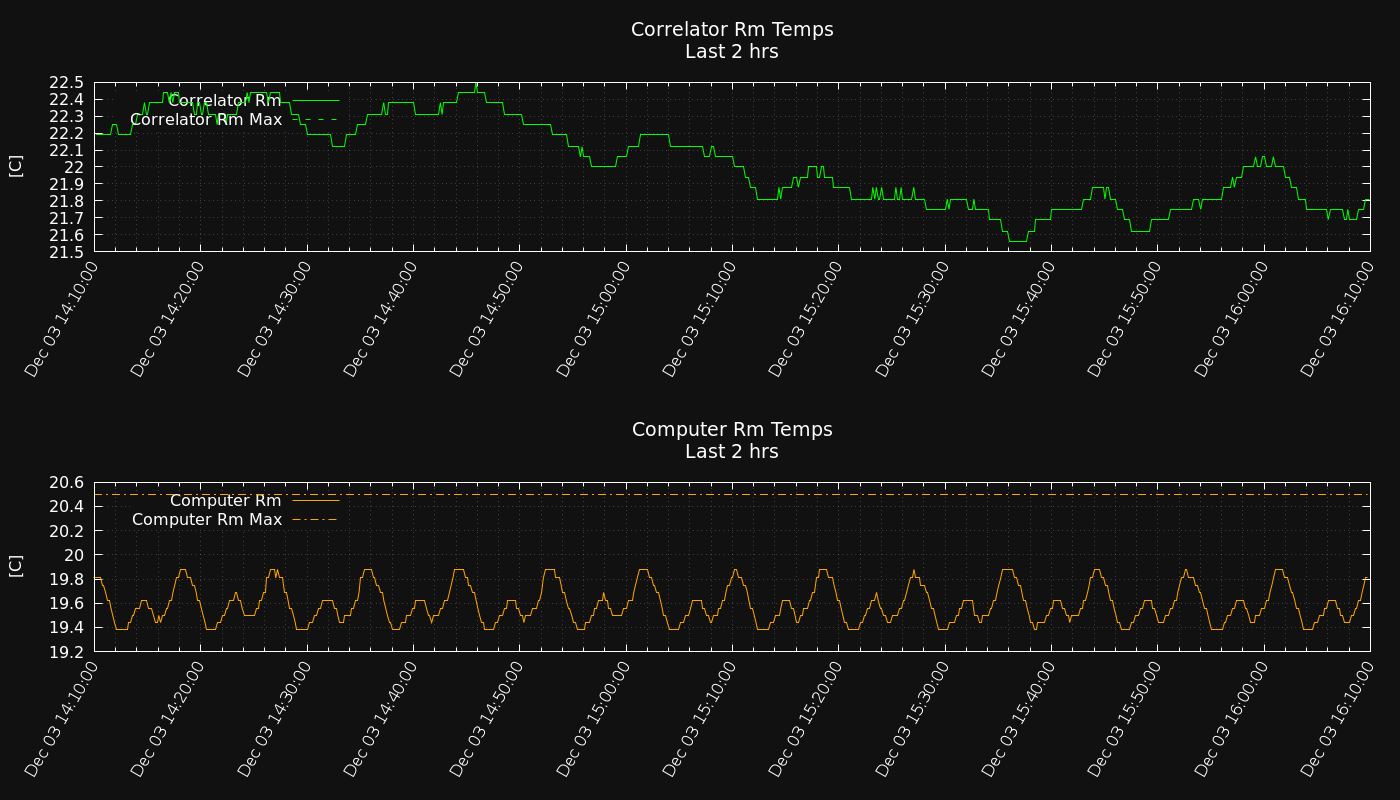 Correlator Rm Temps
Last 2 hrs
[C]
22.5
22.4
22.3
22.2
22.1
22
21.9
21.8
21.7
21.6
21.5
Correlator Rm
Correlator Rm Max
Dec 03 14:10:00
Dec 03 14:20:00
Dec 03 14:30:00
Dec 03 14:40:00
Dec 03 14:50:00
Dec 03 15:00:00
Dec 03 15:10:00
Dec 03 15:20:00
Dec 03 15:30:00
Dec 03 15:40:00
Dec 03 15:50:00
Dec 03 16:00:00
Dec 03 16:10:00
Computer Rm Temps
Last 2 hrs
[C]
20.6
20.4
20.2
20
19.8
19.6
19.4
19.2
Computer Rm
Computer Rm Max
Dec 03 14:10:00
Dec 03 14:20:00
Dec 03 14:30:00
Dec 03 14:40:00
Dec 03 14:50:00
Dec 03 15:00:00
Dec 03 15:10:00
Dec 03 15:20:00
Dec 03 15:30:00
Dec 03 15:40:00
Dec 03 15:50:00
Dec 03 16:00:00
Dec 03 16:10:00